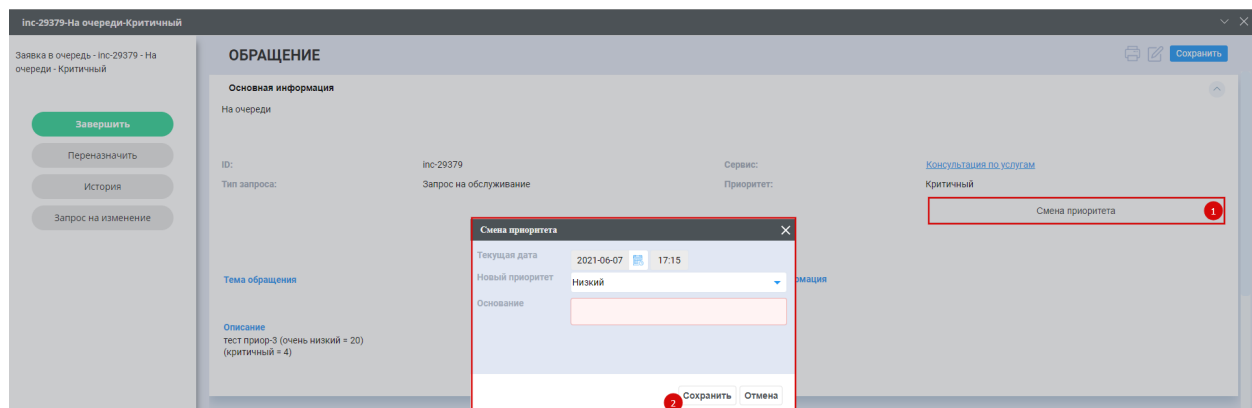 inc-29379-На очереди-Критичный
Заявка в очередь - inc-29379 - На
очереди - Критичный
Завершить
Переназначить
История
Запрос на изменение
ОБРАЩЕНИЕ
Сохранить
Основная информация
На очереди
ID:
inc-29379
Сервис:
Консультация по услугам
Тип запроса:
Запрос на обслуживание
Приоритет:
Критичный
Смена приоритета
1
Тема обращения
Описание
тест приор-3 (очень низкий = 20)
(критичный = 4)
Смена приоритета
Текущая дата
2021-06-07
17:15
Новый приоритет
Низкий
Основание
2
Сохранить
Отмена